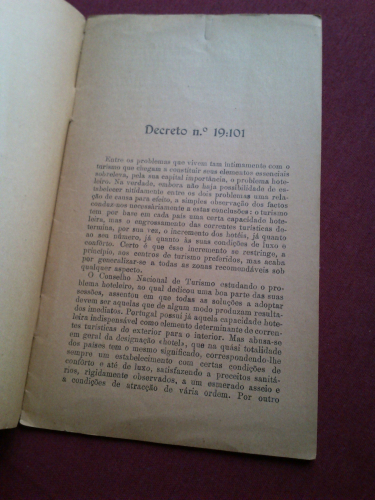 Decreto n.º 19:101
Entre os problemas que vivem tam intimamente com o
turismo que chegam a constituir seus elementos essenciais
sobreleva, pela sua capital importância, o problema hote-
leiro. Na verdade, embora não haja possibilidade de es-
tabelecer nitidamente entre os dois problemas uma rela-
ção de causa para efeito, a simples observação dos factos
conduz-nos necessàriamente a estas conclusões: o turismo
tem por base em cada país uma certa capacidade hote-
leira, mas o engrossamento das correntes turísticas de-
termina, por sua vez, o incremento dos hotéis, já quanto
ao seu número, já quanto às suas condições de luxo e
confôrto. Certo é que esse incremento se restringe, a
princípio, aos centros de turismo preferidos, mas acaba
por generalizar-se a todas as zonas recomendáveis sob
qualquer aspecto.
O Conselho Nacional de Turismo estudando o pro-
blema hoteleiro, ao qual dedicou uma boa parte das suas
sessões, assentou em que todas as soluções a adoptar
devem ser aquelas que de algum modo produzam resulta-
dos imediatos. Portugal possui já aquela capacidade hote-
leira indispensável como elemento determinante de corren-
tes turísticas do exterior para o interior. Mas abusa-se
em geral da designação «hotel», que na quási totalidade
dos países tem o mesmo significado, correspondendo-lhe
sempre um estabelecimento com certas condições de
confôrto e até de luxo, satisfazendo a preceitos sanitá-
rios, rigidamente observados, a um esmerado asseio e
a condições de atracção de vária ordem. Por outro